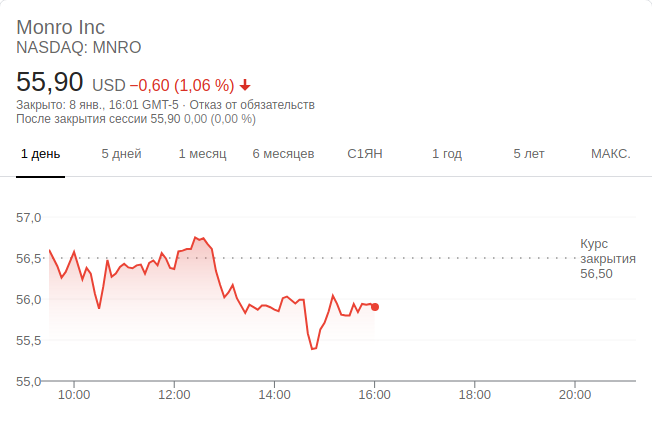 Monro Inc
NASDAQ: MNRO
55,90 USD −0,60 (1,06 %)
Закрыто: 8 янв., 16:01 GMT-5 · Отказ от обязательств
После закрытия сессии 55,90 0,00 (0,00 %)
1 день 5 дней 1 месяц 6 месяцев С1ЯН 1 год 5 лет МАКС.
57,0
56,5
56,0
55,5
55,0
Курс
закрытия
56,50
10:00 12:00 14:00 16:00 18:00 20:00